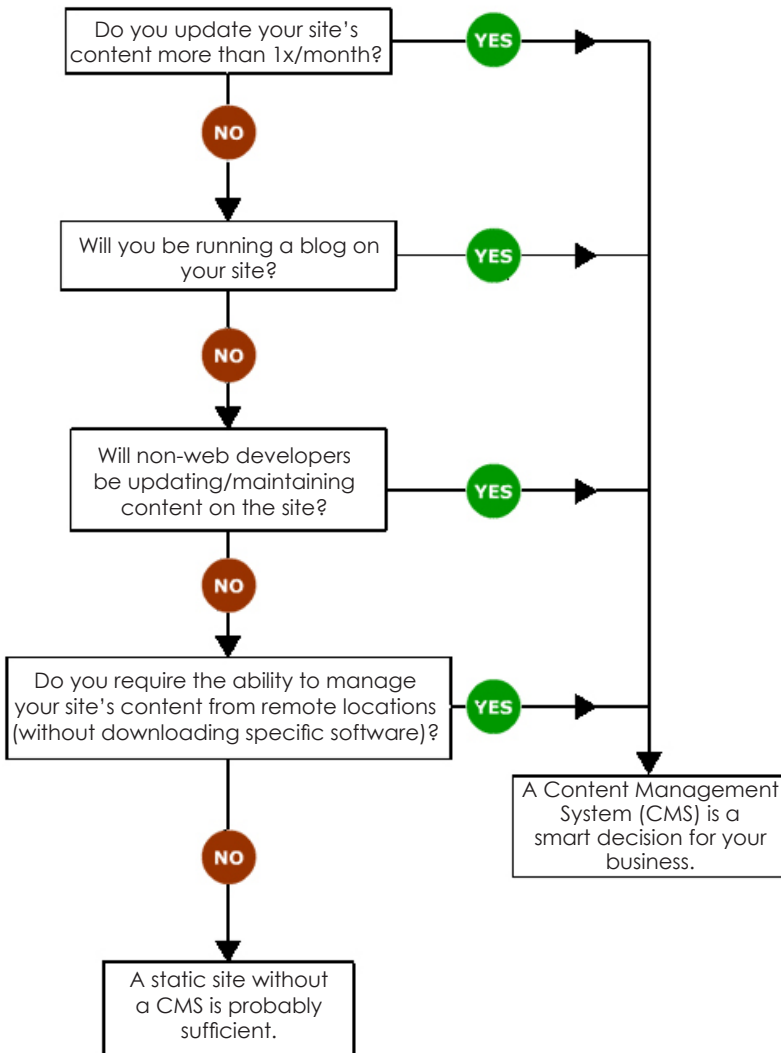 Do you update your site’s
content more than 1x/month?
YES
NO
Will you be running a blog on
your site?
YES
NO
Will non-web developers
be updating/maintaining
content on the site?
YES
NO
Do you require the ability to manage
your site’s content from remote locations
(without downloading specific software)?
YES
A Content Management
System (CMS) is a
smart decision for your
business.
NO
A static site without
a CMS is probably
sufficient.